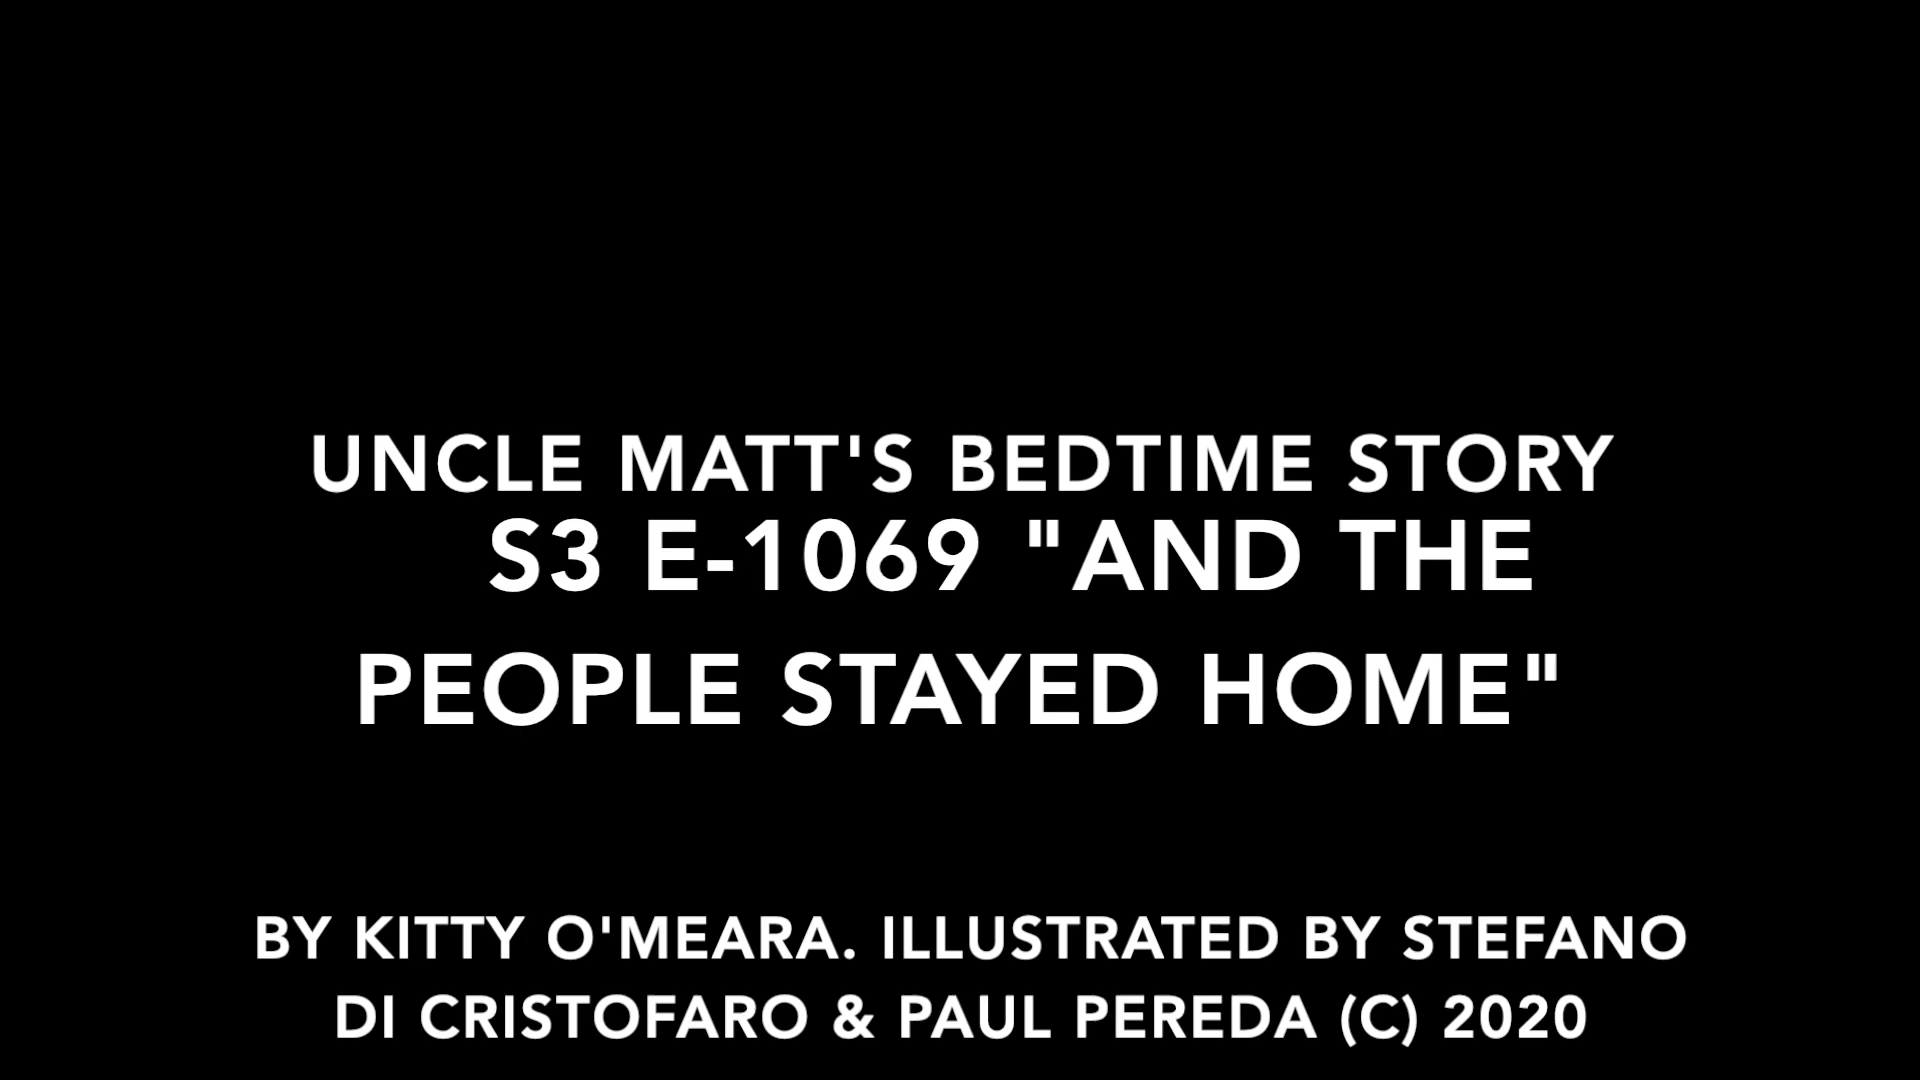 UNCLE MATT'S BEDTIME STORY
S3 E-1069 "AND THE
PEOPLE STAYED HOME"
BY KITTY O'MEARA. ILLUSTRATED BY STEFANO
DI CRISTOFARO & PAUL PEREDA (C) 2020